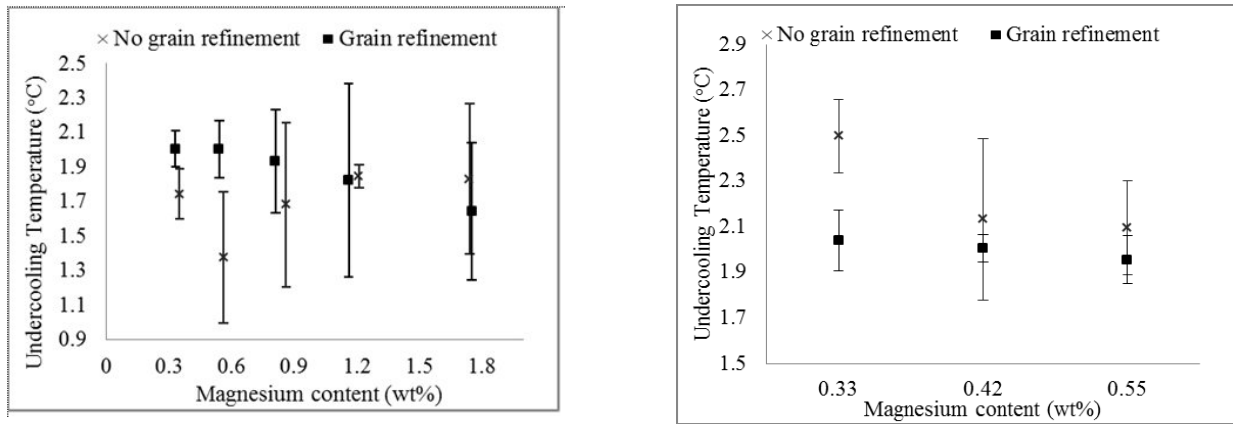 × No grain refinement ■ Grain refinement
Undercooling Temperature (°C)
2.5
2.3
2.1
1.9
1.7
1.5
1.3
1.1
0.9
0 0.3 0.6 0.9 1.2 1.5 1.8
Magnesium content (wt%)
× No grain refinement ■ Grain refinement
Undercooling Temperature (°C)
2.9
2.7
2.5
2.3
2.1
1.9
1.7
1.5
0.33 0.42 0.55
Magnesium content (wt%)